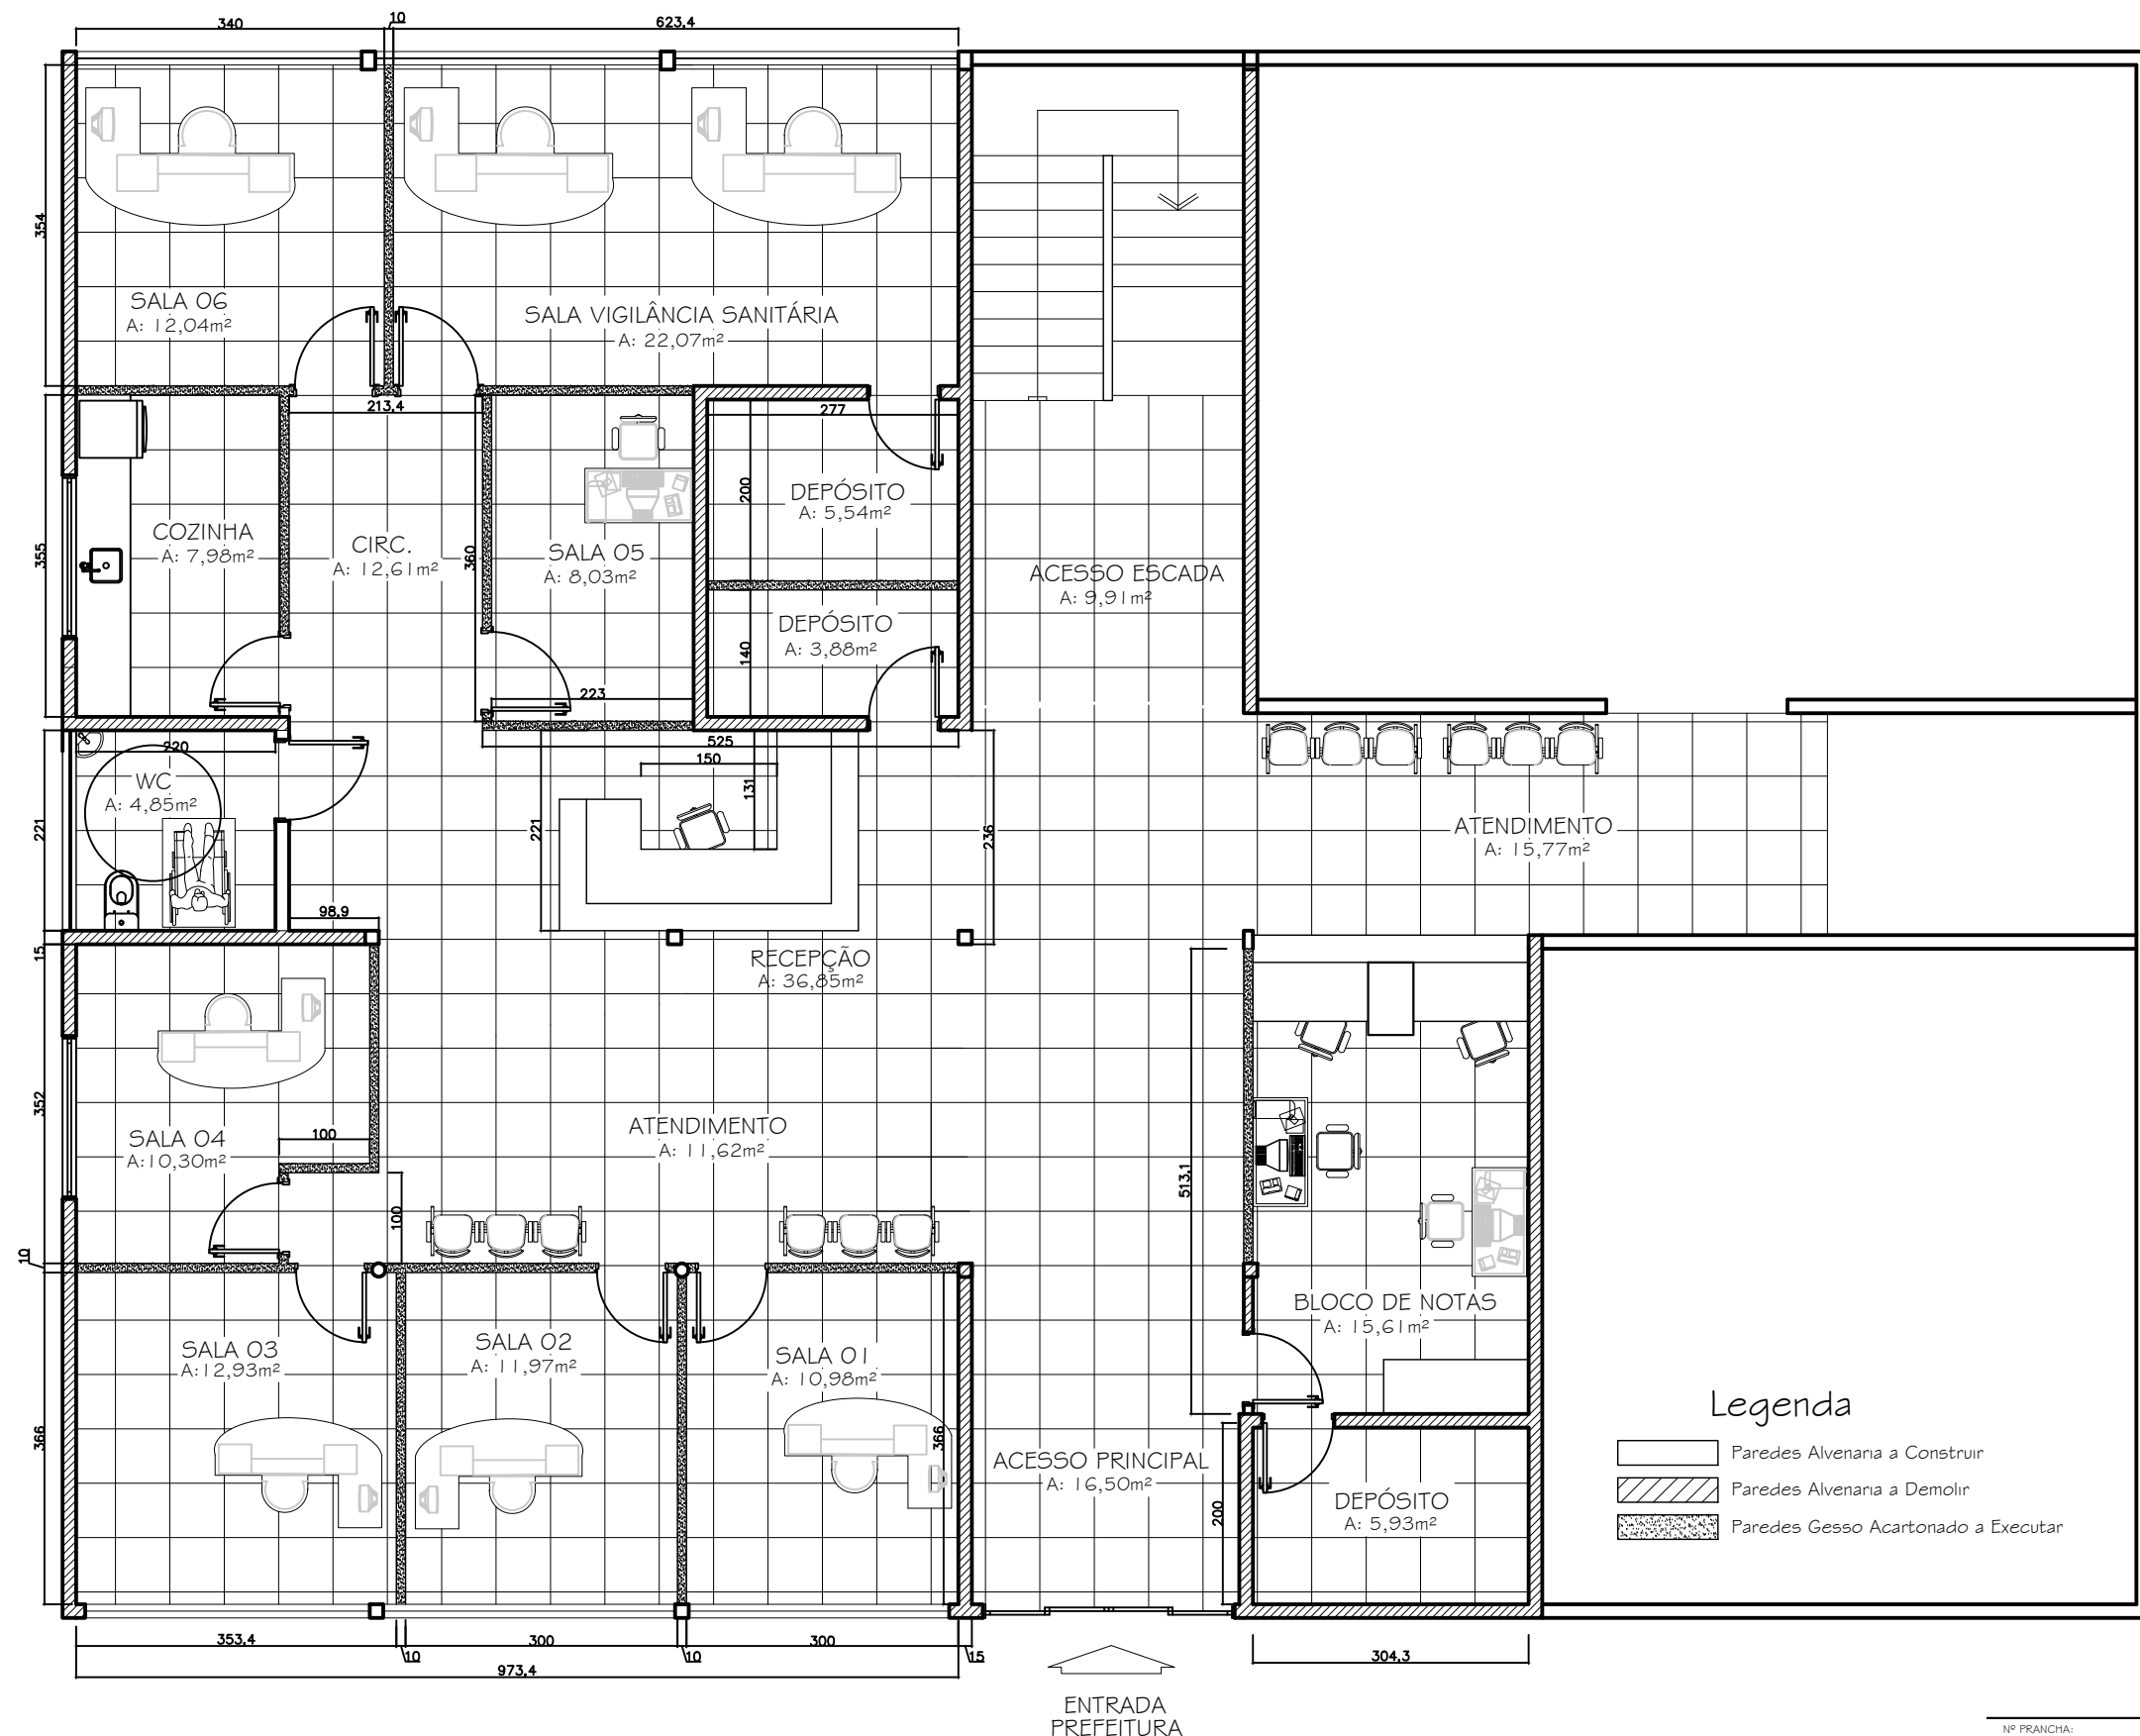 340
10
623,4
354
SALA 06
A: 12,04m²
SALA VIGILÂNCIA SANITÁRIA
A: 22,07m²
213,4
277
355
COZINHA
A: 7,98m²
CIRC.
A: 12,61m²
360
SALA 05
A: 8,03m²
200
DEPÓSITO
A: 5,54m²
140
DEPÓSITO
A: 3,88m²
223
525
ACESSO ESCADA
A: 9,91m²
220
WC
A: 4,85m²
221
98,9
221
150
131
236
ATENDIMENTO
A: 15,77m²
15
RECEPÇÃO
A: 36,85m²
352
SALA 04
A:10,30m²
100
100
ATENDIMENTO
A: 11,62m²
513,1
10
SALA 03
A:12,93m²
SALA 02
A: 11,97m²
SALA 01
A: 10,98m²
366
366
BLOCO DE NOTAS
A: 15,61m²
ACESSO PRINCIPAL
A: 16,50m²
200
DEPÓSITO
A: 5,93m²
Legenda
Paredes Alvenaria a Construir
Paredes Alvenaria a Demolir
Paredes Gesso Acartonado a Executar
353,4
10
300
10
300
15
973,4
304,3
ENTRADA
PREFEITURA
Nº PRANCHA: